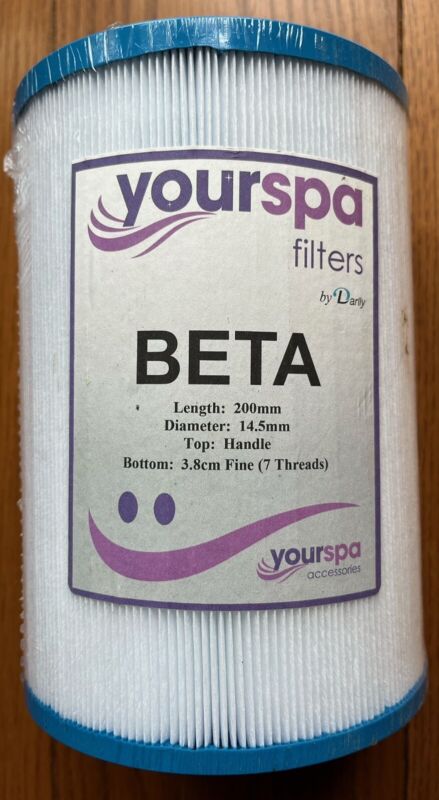 yourspa
filters
by Darlly
BETA
Length: 200mm
Diameter: 14.5mm
Top: Handle
Bottom: 3.8cm Fine (7 Threads)
yourspa
accessories